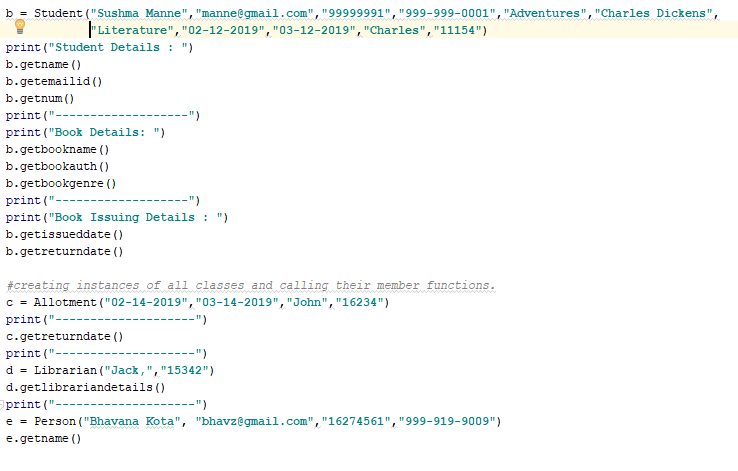 b = Student("Sushma Manne","manne@gmail.com","99999991","999-999-0001","Adventures","Charles Dickens",
"Literature","02-12-2019","03-12-2019","Charles","11154")
print("Student Details : ")
b.getname()
b.getemailid()
b.getnum()
print("-------------------")
print("Book Details: ")
b.getbookname()
b.getbookauth()
b.getbookgenre()
print("-------------------")
print("Book Issuing Details : ")
b.getissueddate()
b.getreturndate()
#creating instances of all classes and calling their member functions.
c = Allotment("02-14-2019","03-14-2019","John","16234")
print("--------------------")
c.getreturndate()
print("--------------------")
d = Librarian("Jack,","15342")
d.getlibrariandetails()
print("--------------------")
e = Person("Bhavana Kota", "bhavz@gmail.com","16274561","999-919-9009")
e.getname()